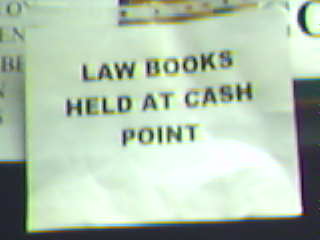 LAW BOOKS
HELD AT CASH
POINT